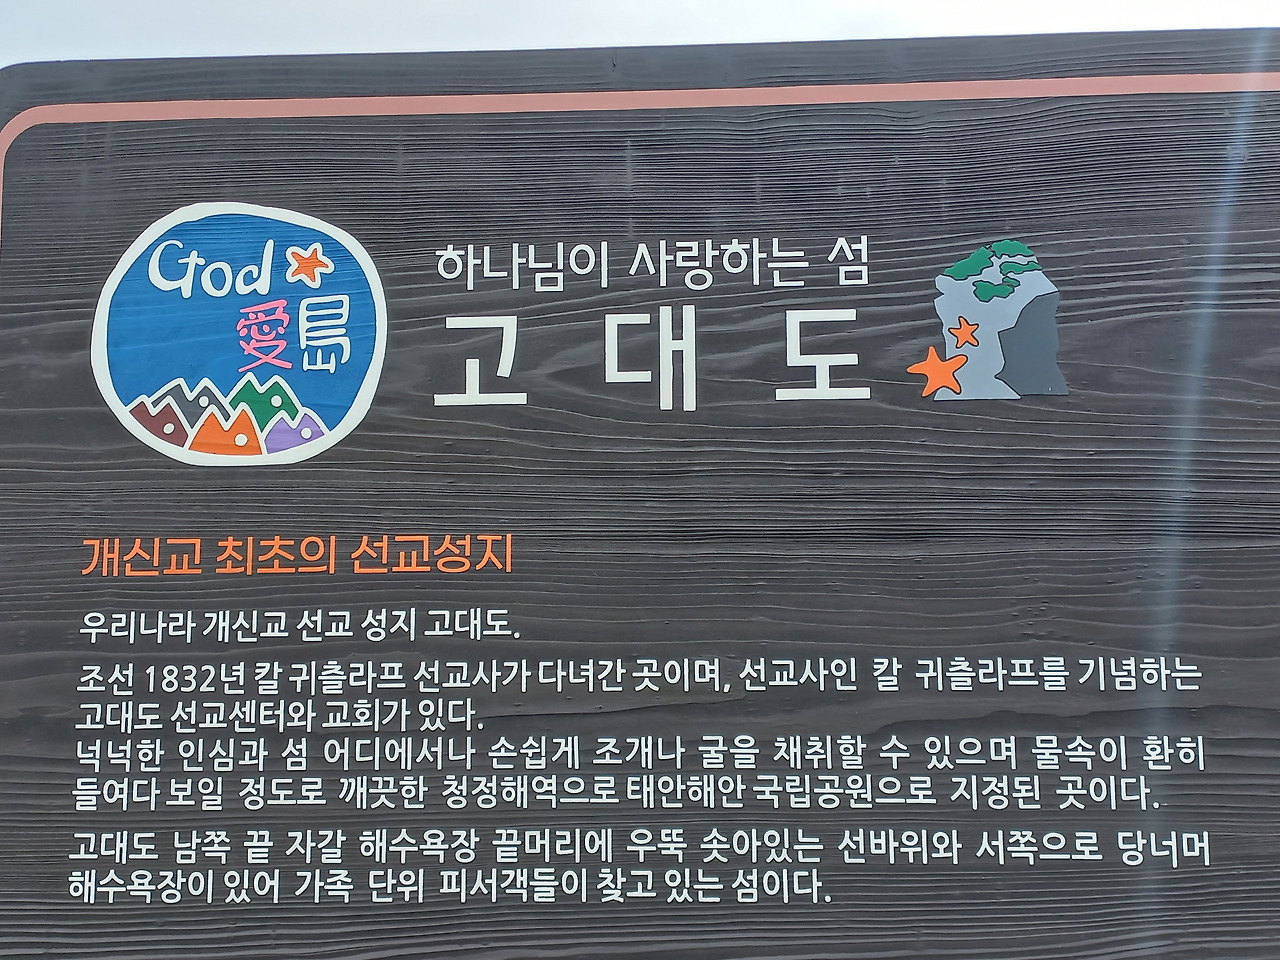 God
愛島
하나님이 사랑하는 섬
고대도
개신교 최초의 선교성지
우리나라 개신교 선교 성지 고대도.
조선 1832년 칼 귀츨라프 선교사가 다녀간 곳이며, 선교사인 칼 귀츨라프를 기념하는
고대도 선교센터와 교회가 있다.
넉넉한 인심과 섬 어디에서나 손쉽게 조개나 굴을 채취할 수 있으며 물속이 환히
들여다 보일 정도로 깨끗한 청정해역으로 태안해안 국립공원으로 지정된 곳이다.
고대도 남쪽 끝 자갈 해수욕장 끝머리에 우뚝 솟아있는 선바위와 서쪽으로 당너머
해수욕장이 있어 가족 단위 피서객들이 찾고 있는 섬이다.